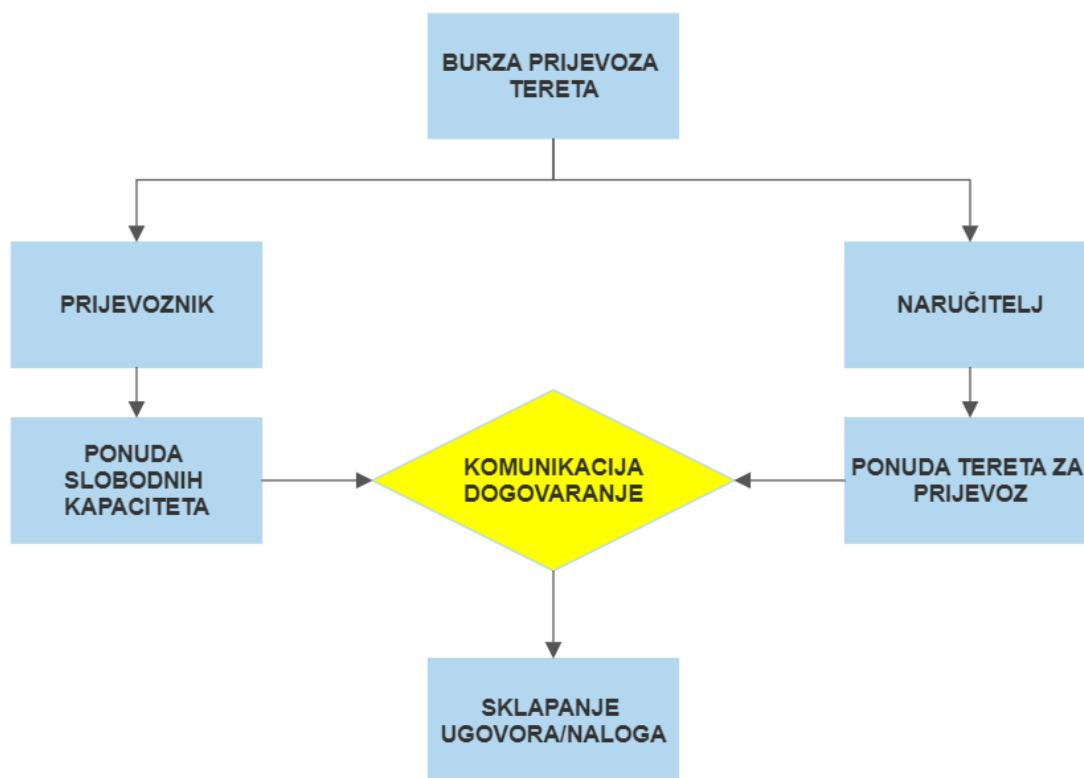 BURZA PRIJEVOZA
TERETA
PRIJEVOZNIK
NARUČITELJ
PONUDA
SLOBODNIH
KAPACITETA
KOMUNIKACIJA
DOGOVARANJE
PONUDA TERETA ZA
PRIJEVOZ
SKLAPANJE
UGOVORA/NALOGA